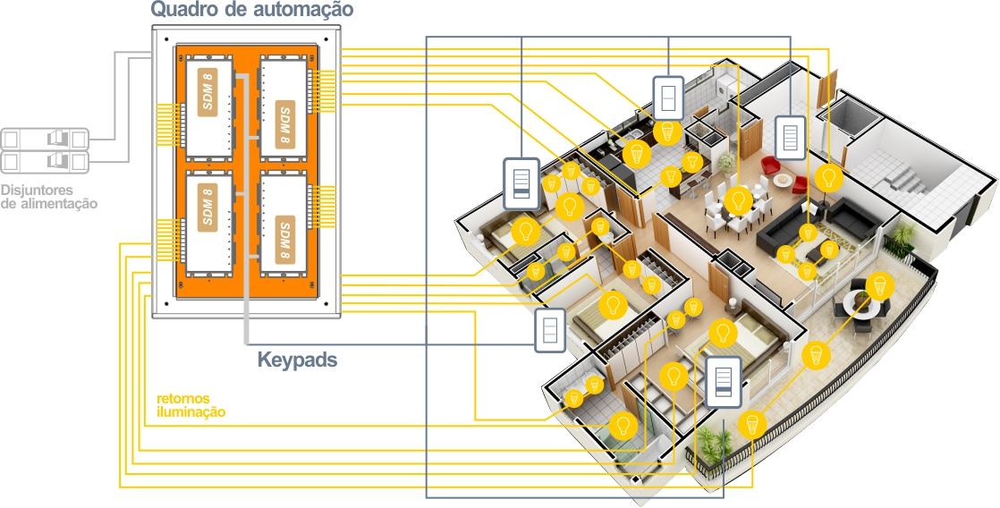 Quadro de automação
SDM 8
SDM 8
SDM 8
SDM 8
Disjuntores
de alimentação
Keypads
retornos
iluminação